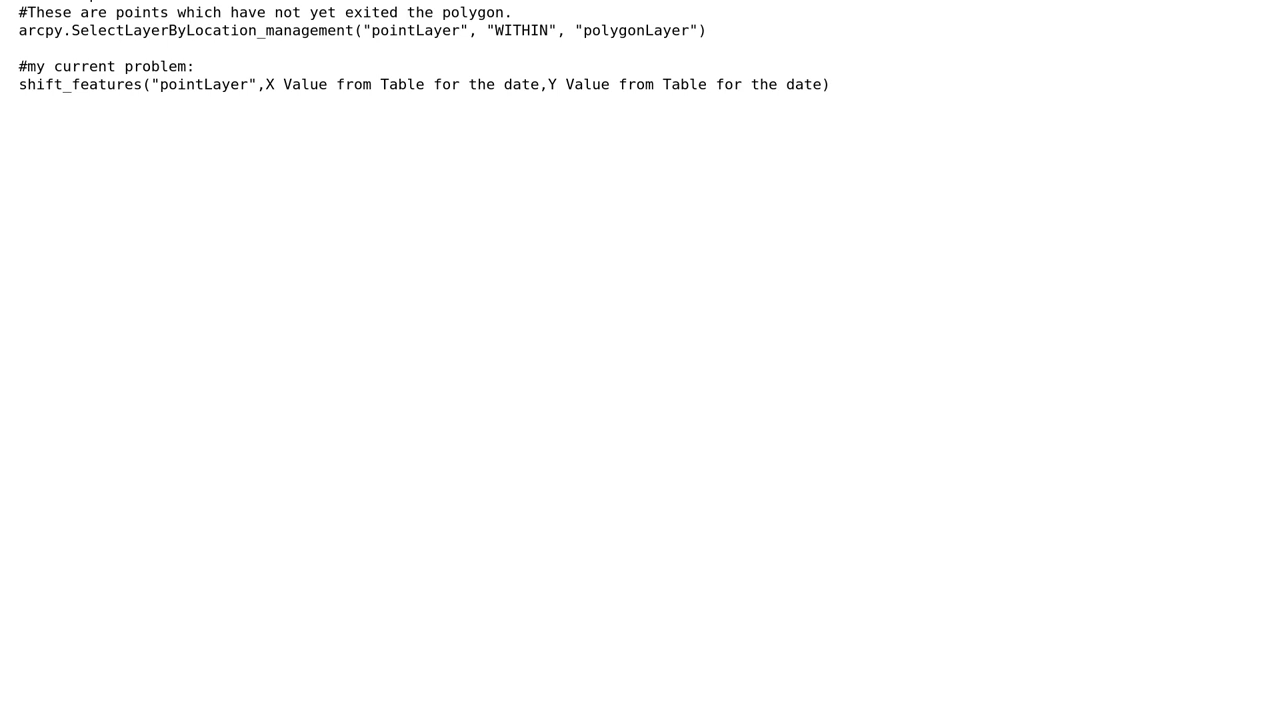 #These are points which have not yet exited the polygon.
arcpy.SelectLayerByLocation_management("pointLayer", "WITHIN", "polygonLayer")
#my current problem:
shift_features("pointLayer",X Value from Table for the date,Y Value from Table for the date)